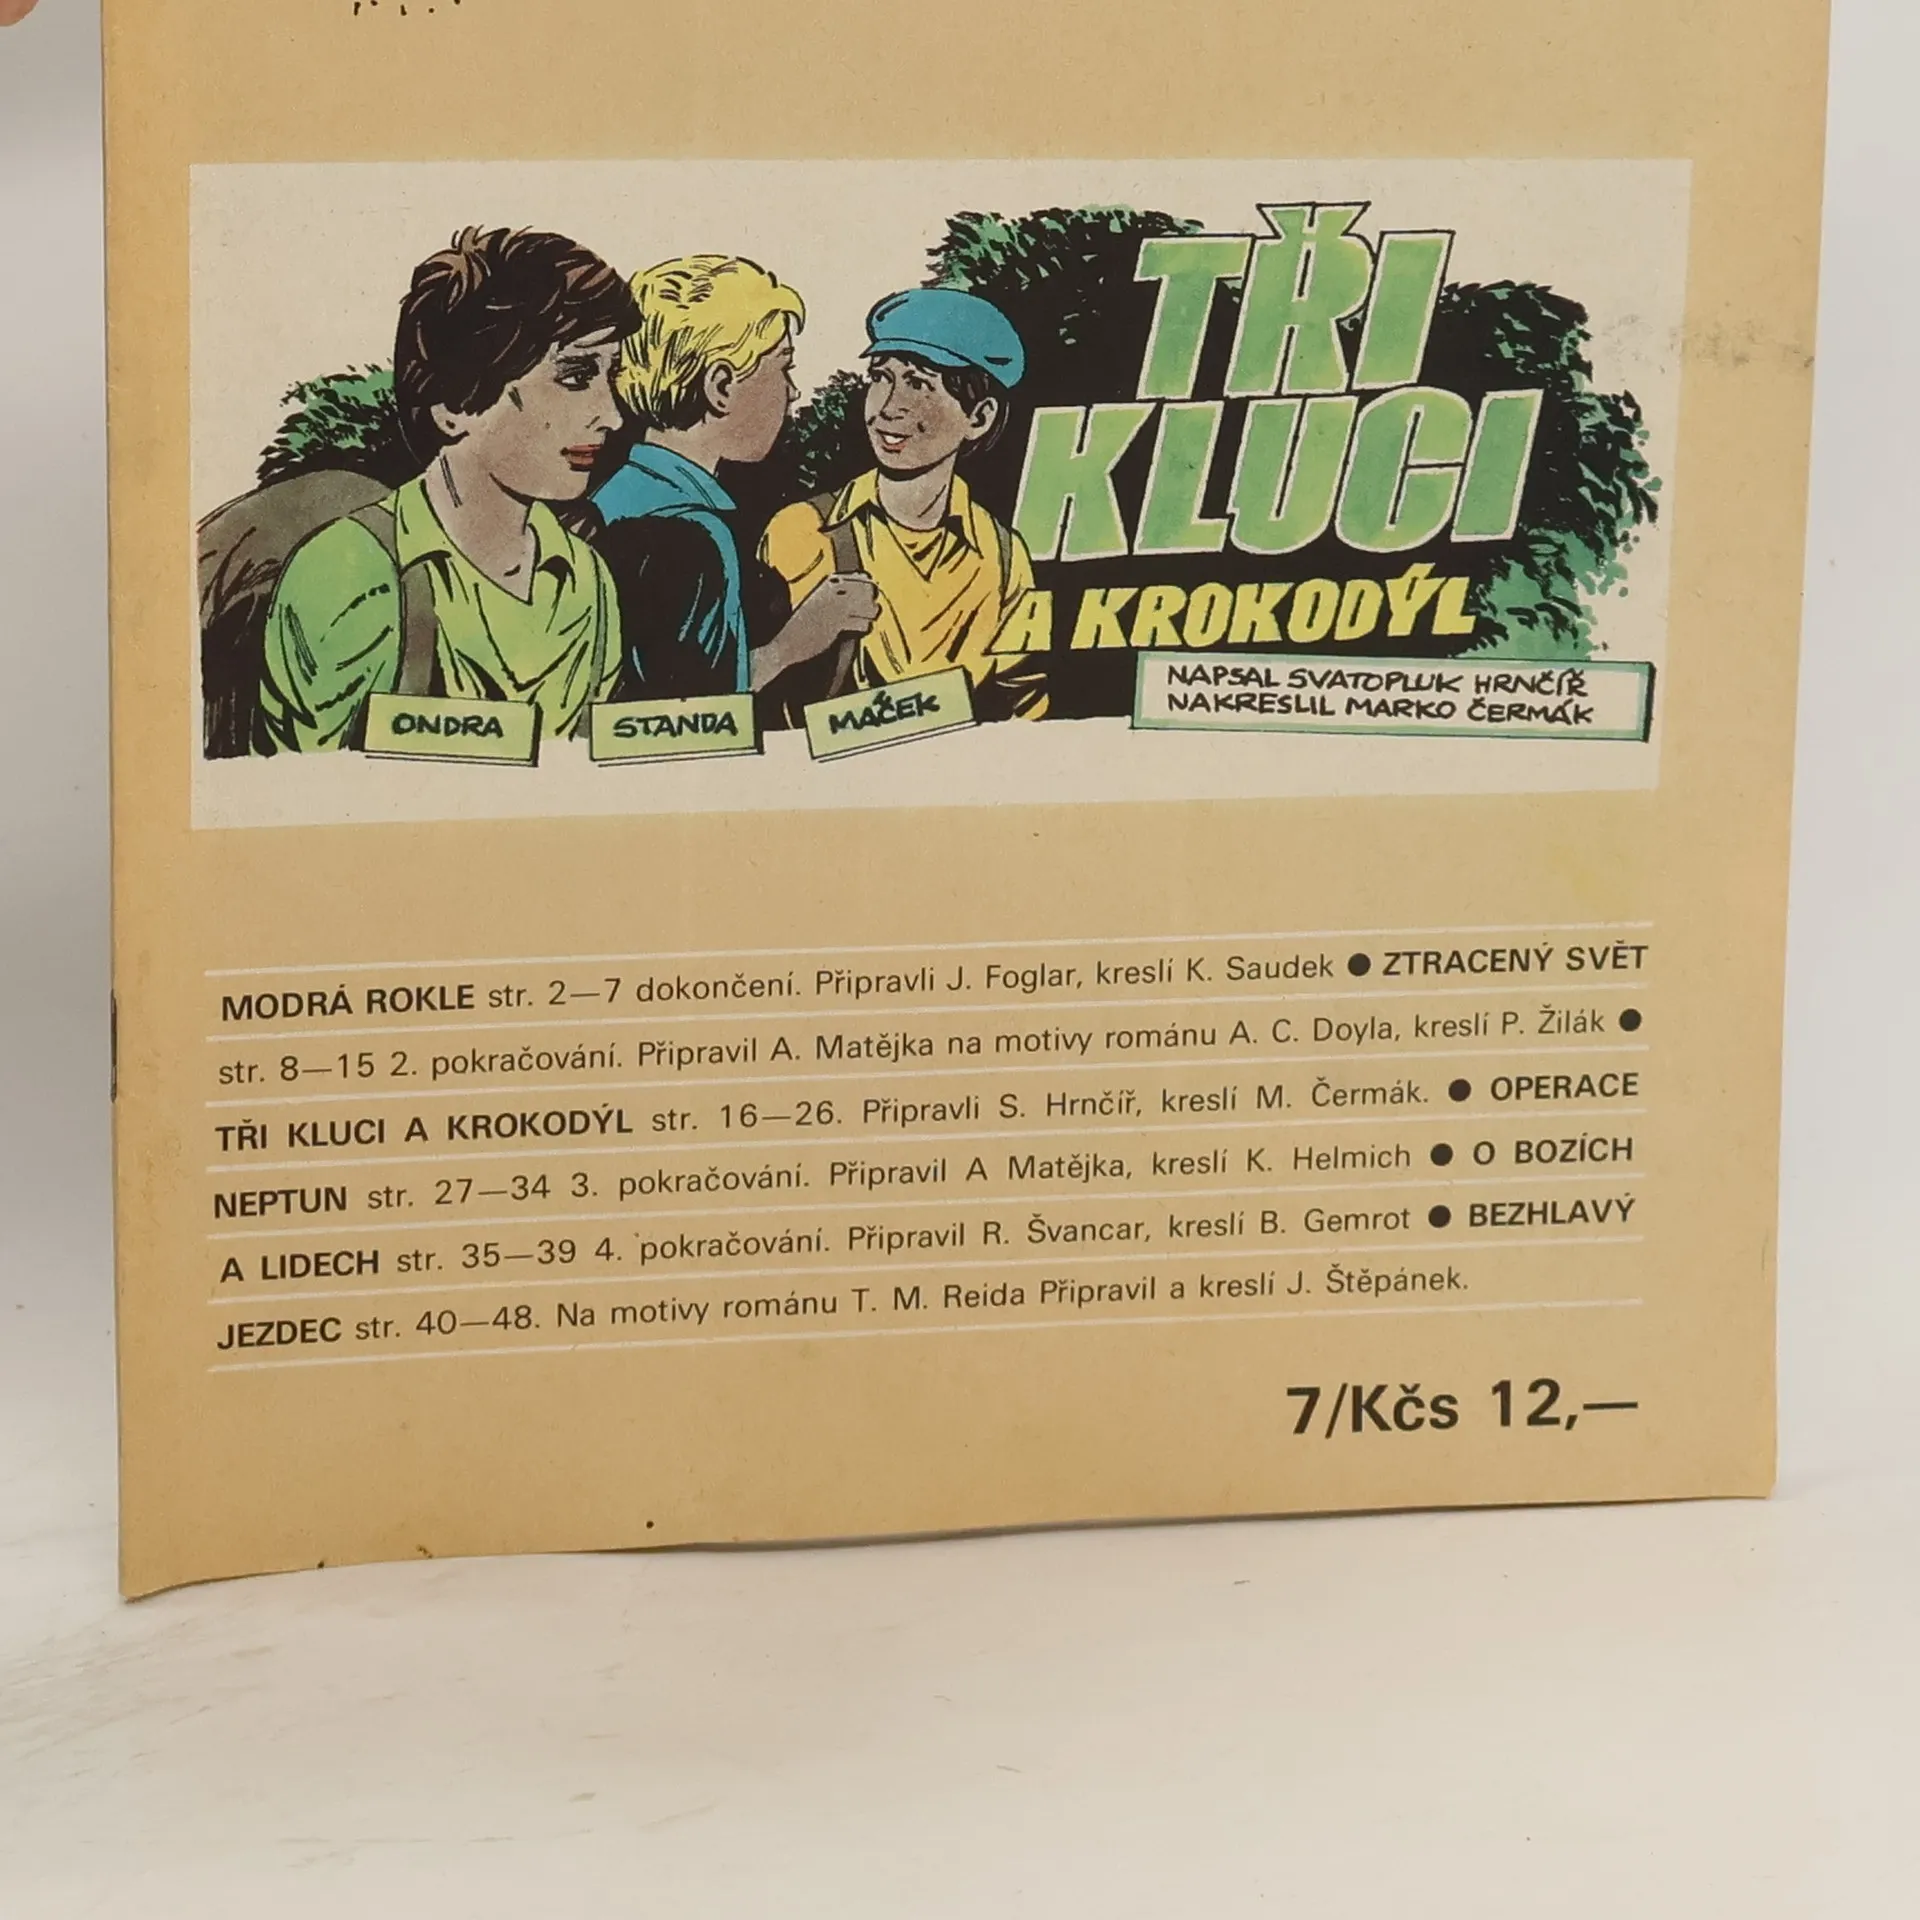 TŘI
KLUCI
A KROKODÝL
NAPSAL SVATOPLUK HRNČÍŘ
NAKRESLIL MARKO ČERMÁK
ONDRA
STANDA
MAČEK
MODRÁ ROKLE str. 2—7 dokončení. Připravli J. Foglar, kreslí K. Saudek ● ZTRACENÝ SVĚT
str. 8—15 2. pokračování. Připravil A. Matějka na motivy románu A. C. Doyla, kreslí P. Žilák ●
TŘI KLUCI A KROKODÝL str. 16—26. Připravli S. Hrnčíř, kreslí M. Čermák. ● OPERACE
NEPTUN str. 27—34 3. pokračování. Připravil A Matějka, kreslí K. Helmich ● O BOZÍCH
A LIDECH str. 35—39 4. pokračování. Připravil R. Švancar, kreslí B. Gemrot ● BEZHLAVÝ
JEZDEC str. 40—48. Na motivy románu T. M. Reida Připravil a kreslí J. Štěpánek.
7/Kčs 12,—